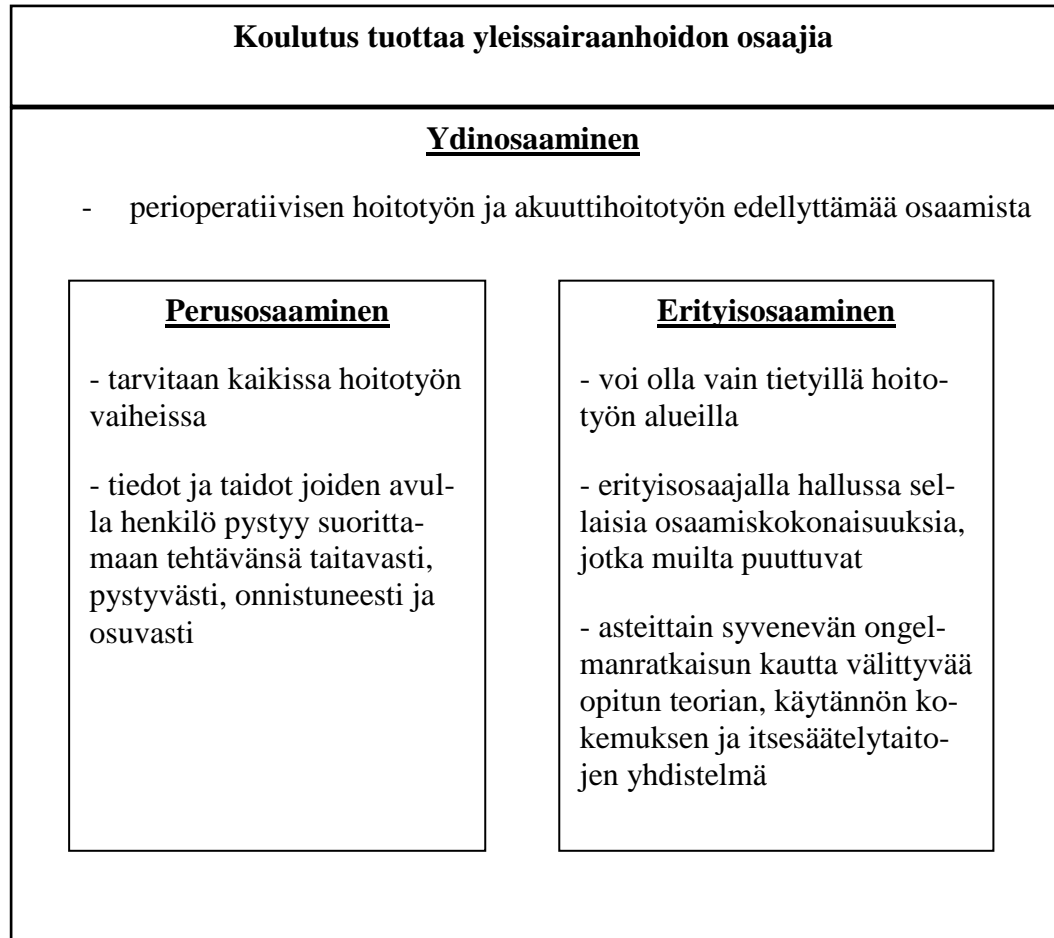 Koulutus tuottaa yleissairaanhoidon osaajia
Ydinosaaminen
- perioperatiivisen hoitotyön ja akuuttihoitotyön edellyttämää osaamista
Perusosaaminen
- tarvitaan kaikissa hoitotyön
vaiheissa
- tiedot ja taidot joiden avul-
la henkilö pystyy suoritta-
maan tehtävänsä taitavasti,
pystyvästi, onnistuneesti ja
osuvasti
Erityisosaaminen
- voi olla vain tietyillä hoito-
työn alueilla
- erityisosaajalla hallussa sel-
laisia osaamiskokonaisuuksia,
jotka muilta puuttuvat
- asteittain syvenevän ongel-
manratkaisun kautta välittyvää
opitun teorian, käytännön ko-
kemuksen ja itsesäätelytaito-
jen yhdistelmä